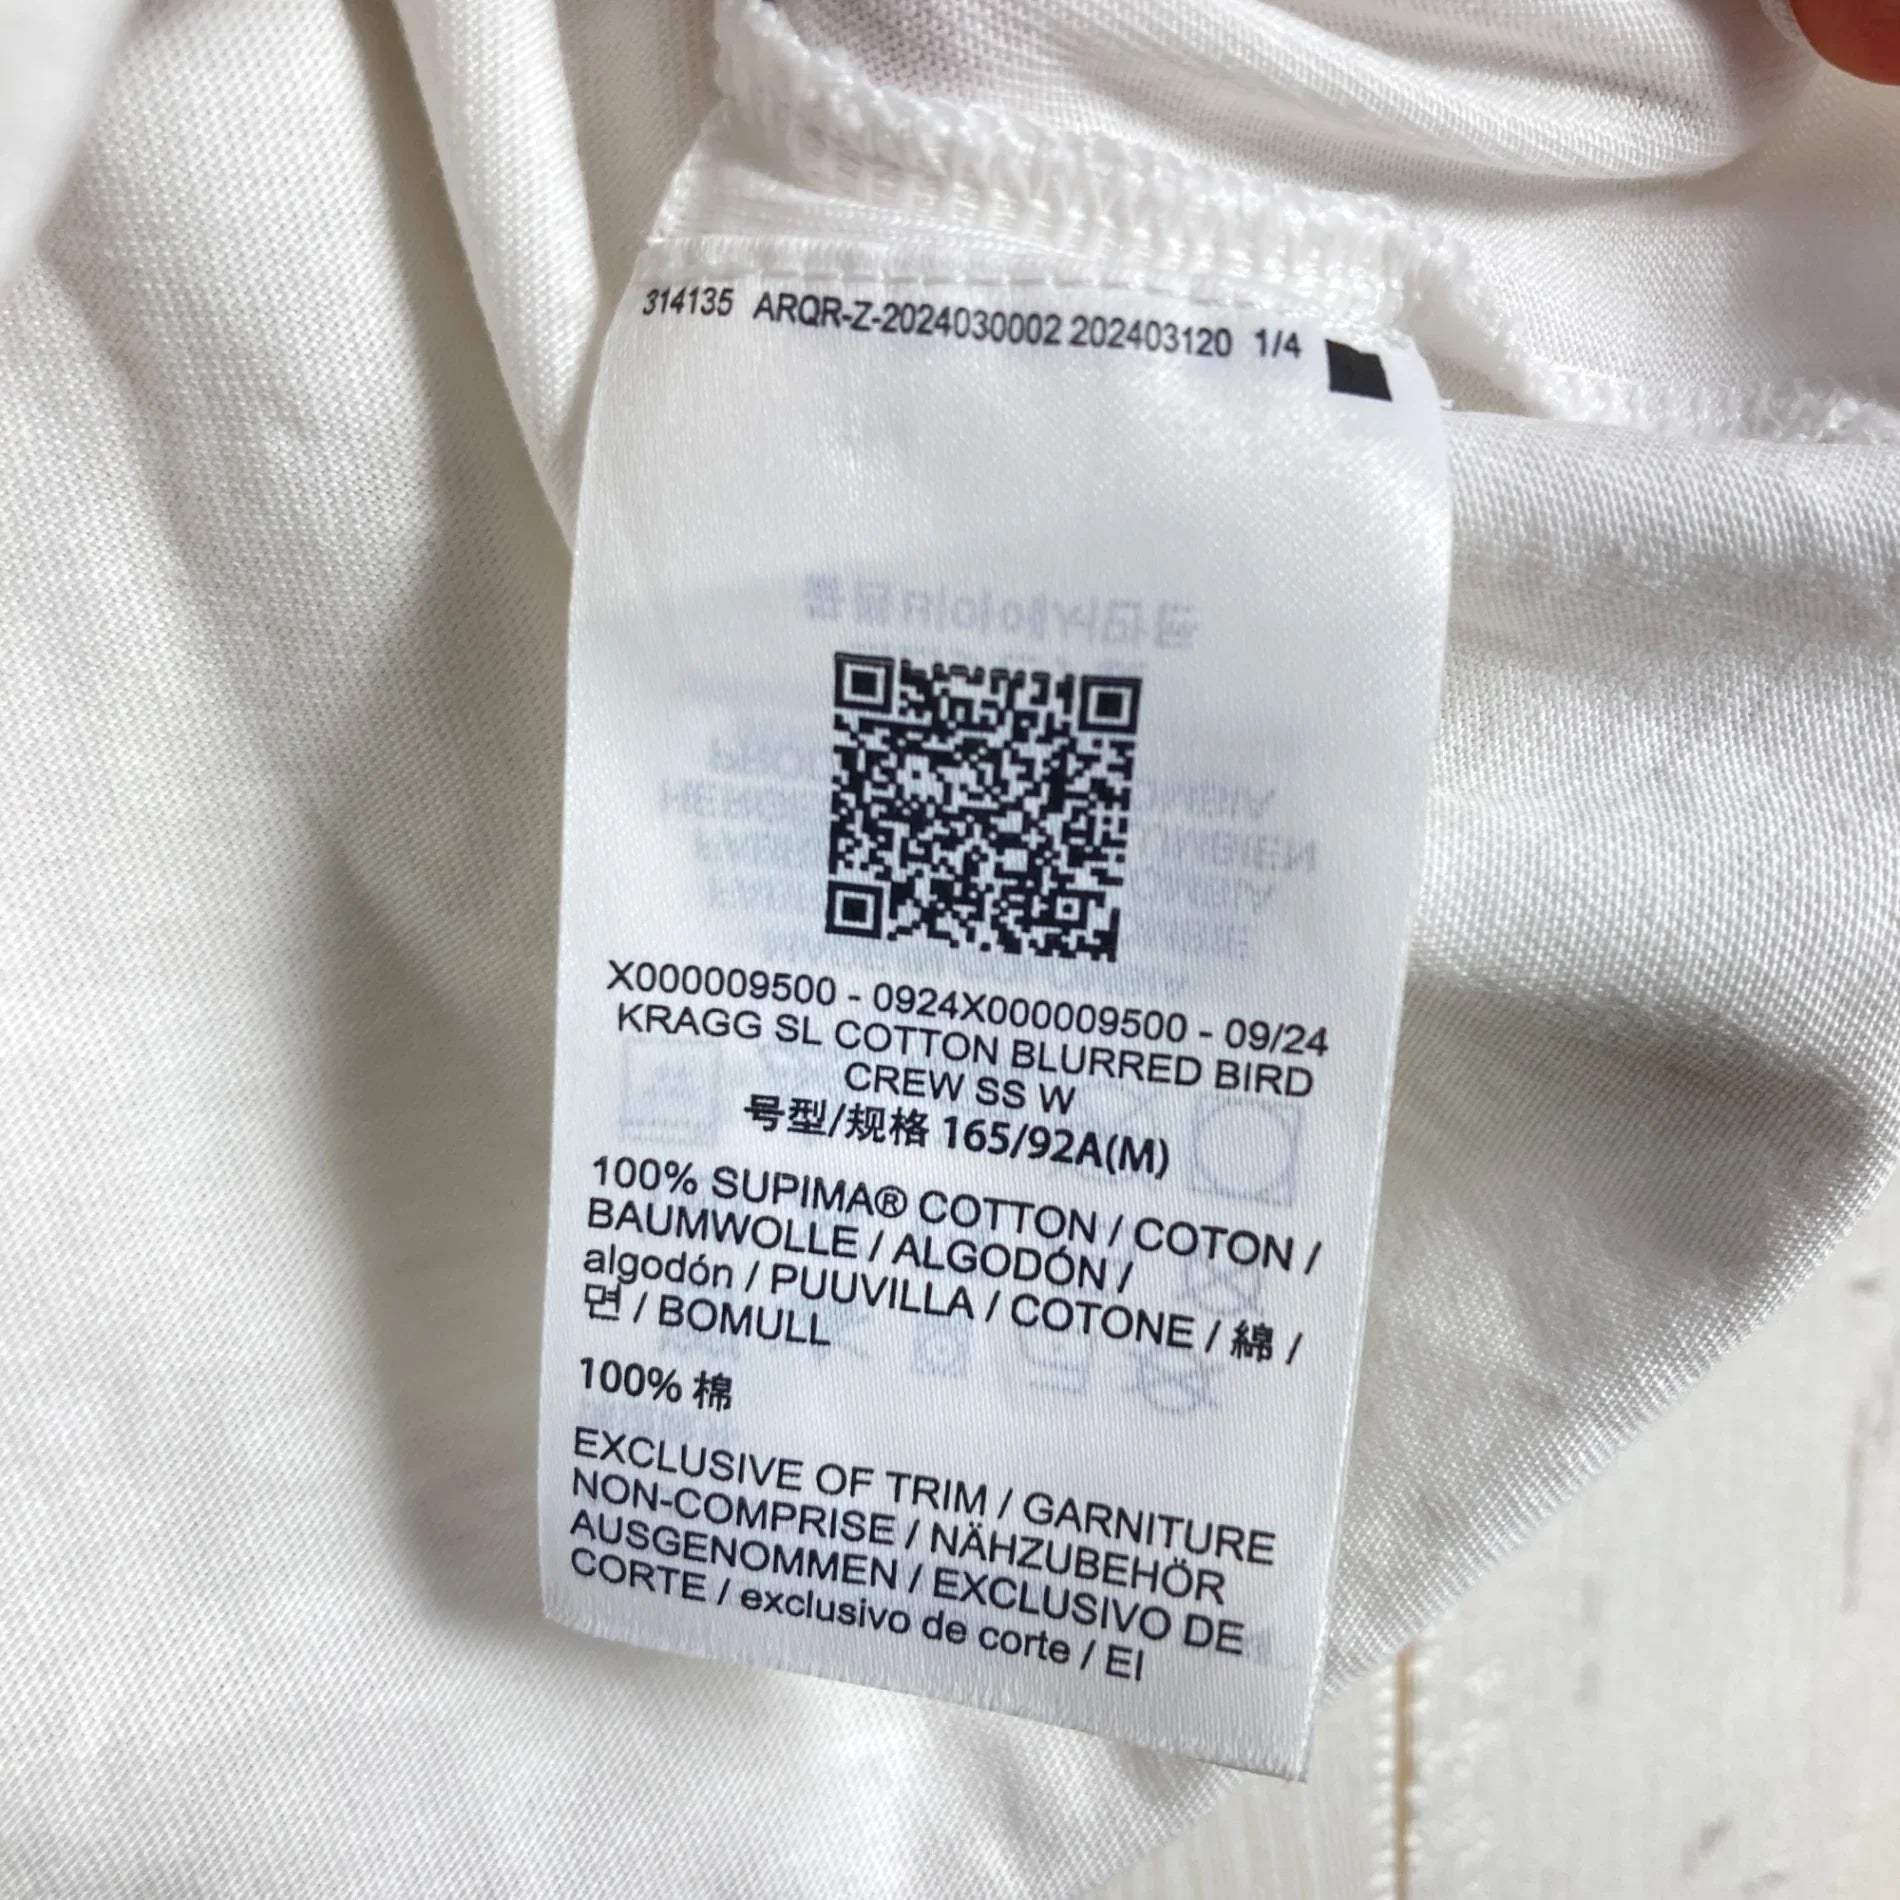 314135 ARQR-Z-2024030002 202403120 1/4
X000009500 - 0924X000009500 - 09/24
KRAGG SL COTTON BLURRED BIRD
CREW SS W
号型/规格 165/92A(M)
100% SUPIMA® COTTON / COTON /
BAUMWOLLE / ALGODÓN /
algodón / PUUVILLA / COTONE / 綿 /
면 / BOMULL
100% 棉
EXCLUSIVE OF TRIM / GARNITURE
NON-COMPRISE / NÄHZUBEHÖR
AUSGENOMMEN / EXCLUSIVO DE
CORTE / exclusivo de corte / EI